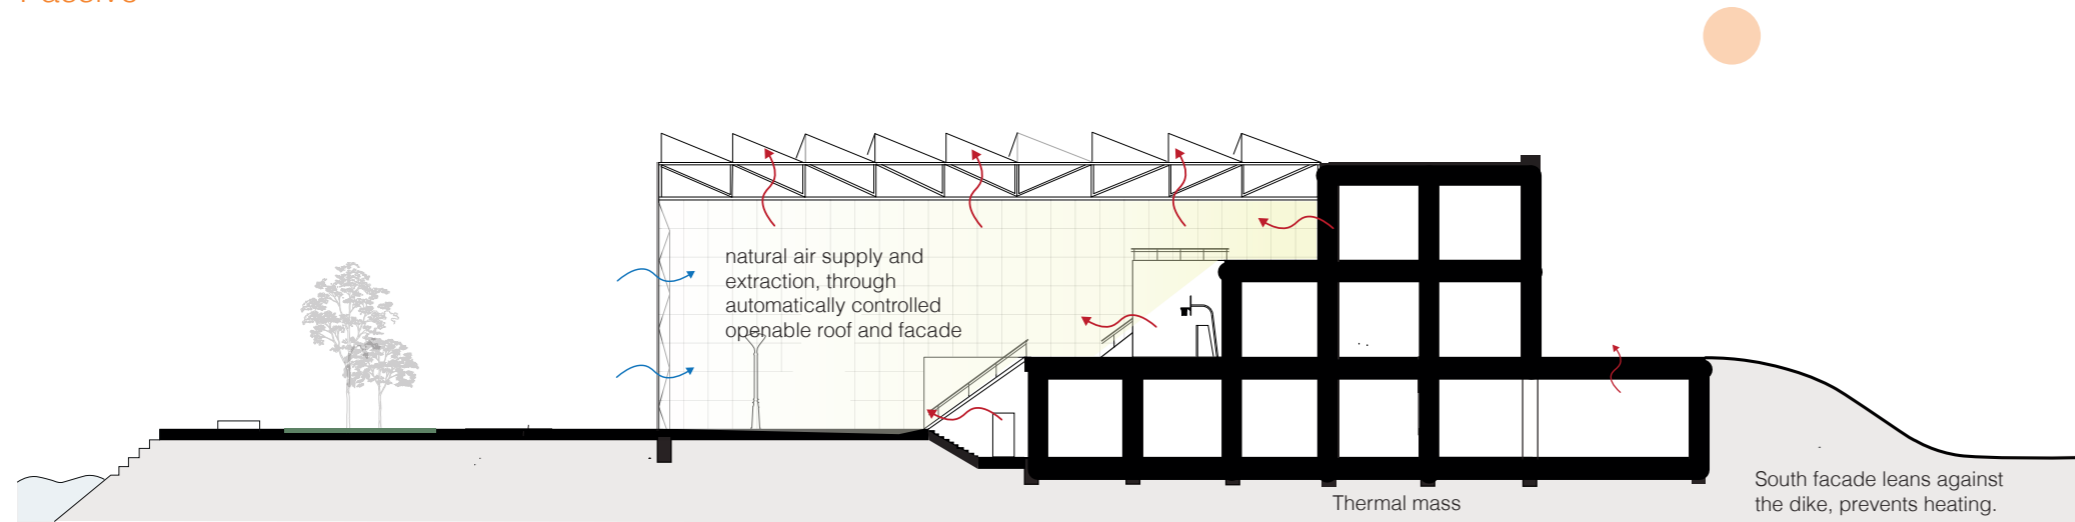 Passive
natural air supply and
extraction, through
automatically controlled
openable roof and facade
Thermal mass
South facade leans against
the dike, prevents heating.